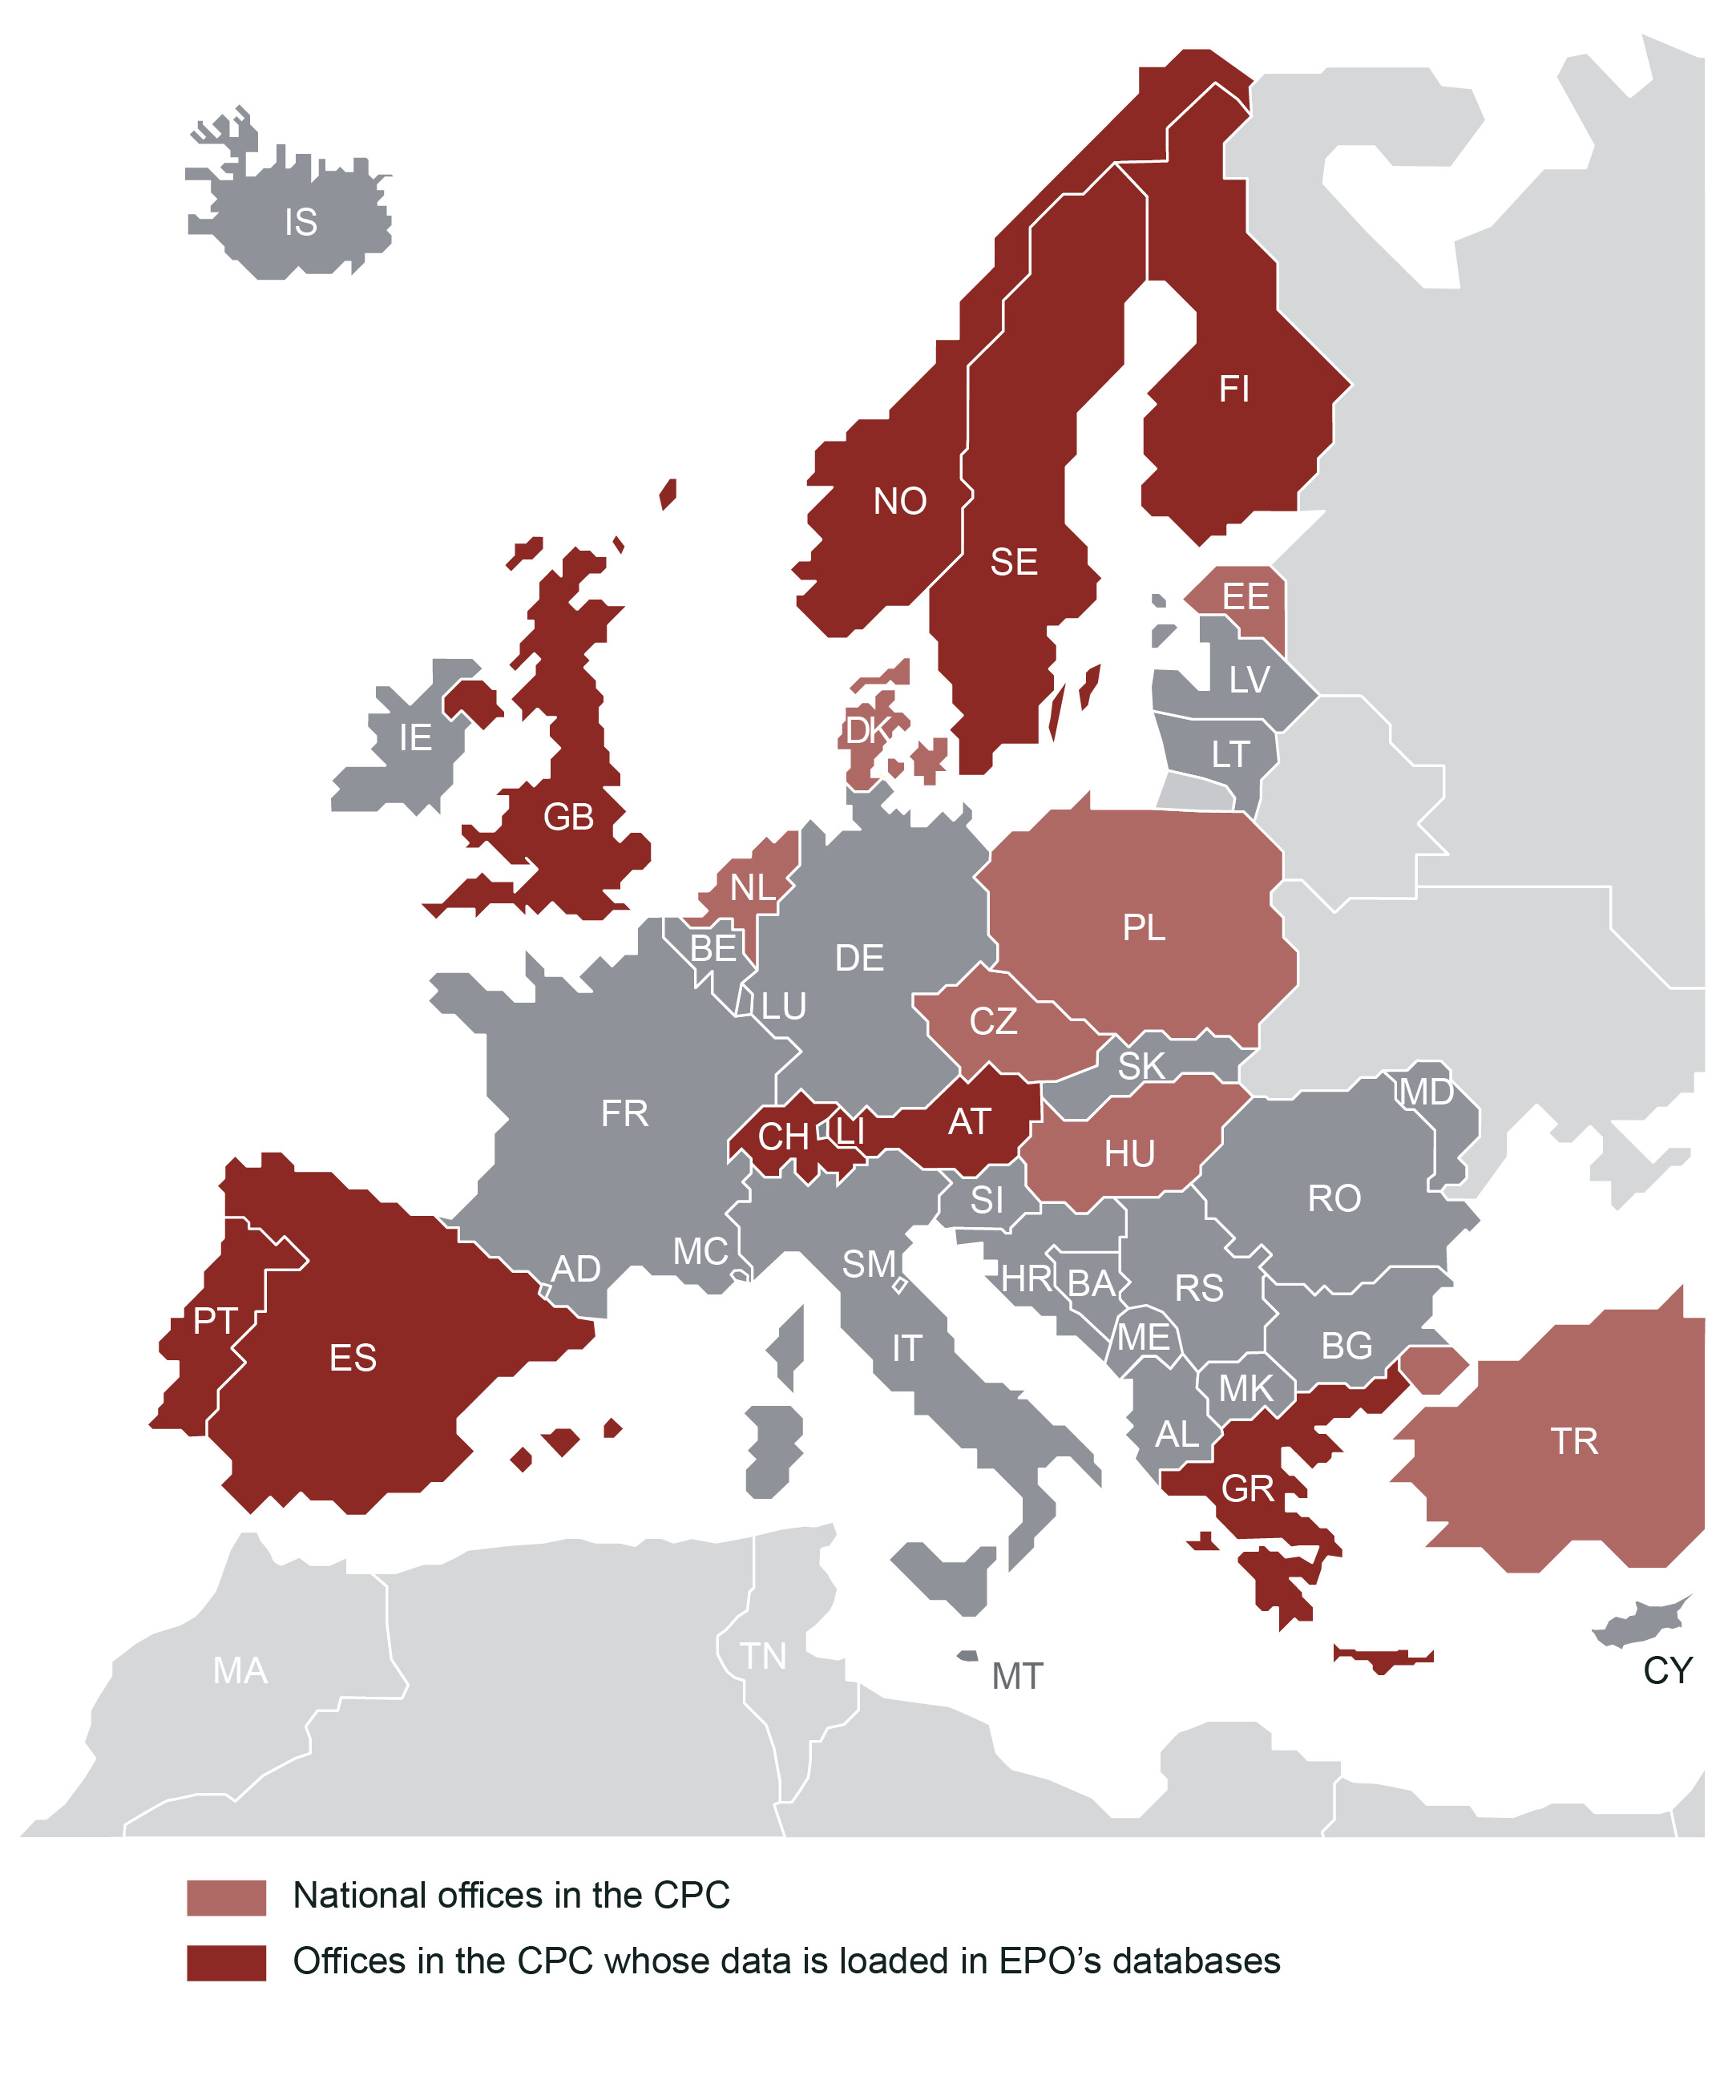 IS
FI
NO
SE
EE
LV
DK
IE
LT
GB
NL
PL
BE
DE
LU
CZ
SK
MD
FR
AT
CH
LI
HU
SI
RO
MC
SM
AD
HR
BA
RS
PT
ME
BG
IT
ES
MK
AL
TR
GR
MA
TN
MT
CY
National offices in the CPC
Offices in the CPC whose data is loaded in EPO’s databases